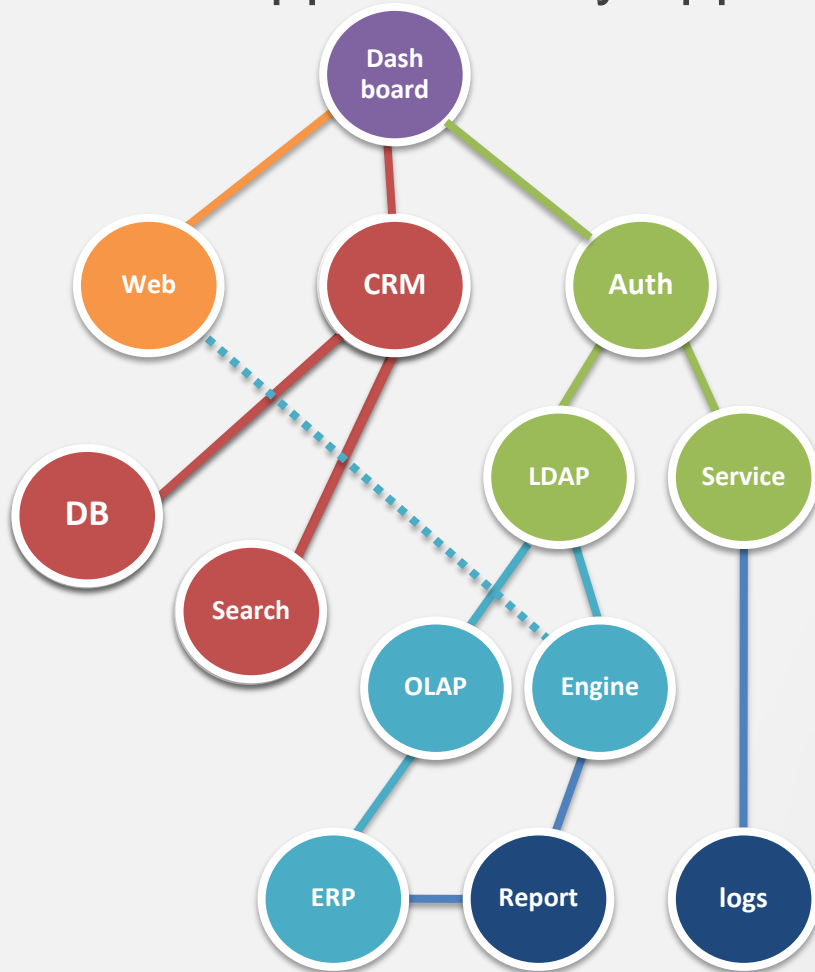 Dash
board
Web
CRM
Auth
LDAP
Service
DB
Search
OLAP
Engine
ERP
Report
logs